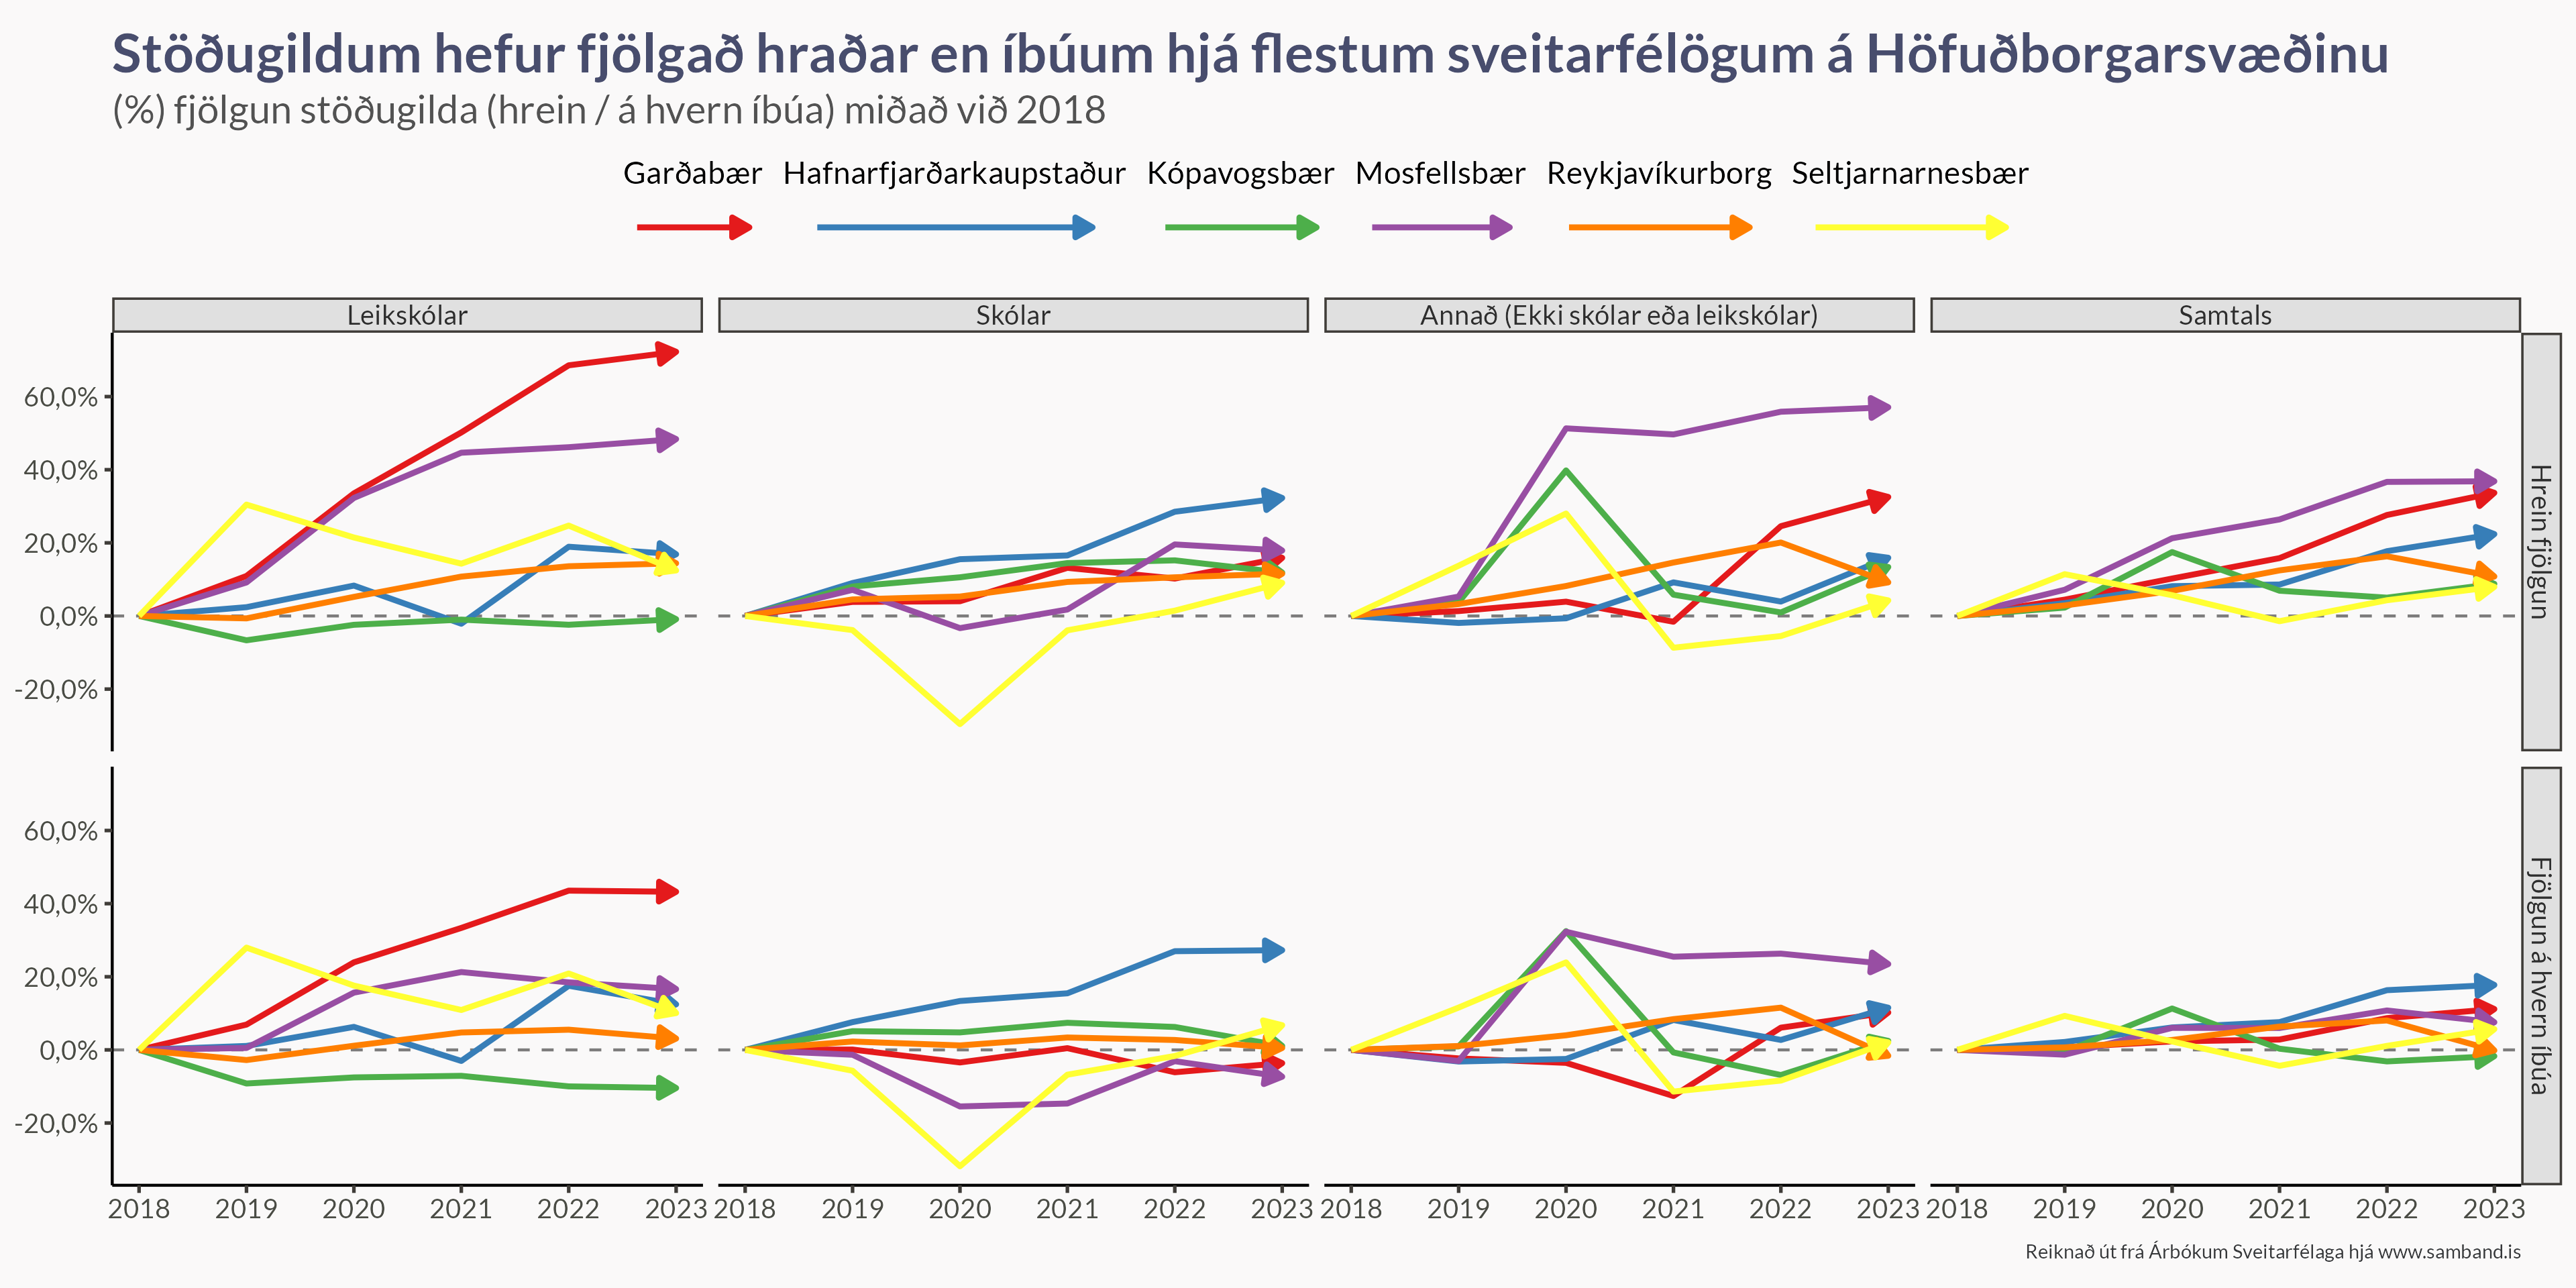 Stöðugildum hefur fjölgað hraðar en íbúum hjá flestum sveitarfélögum á Höfuðborgarsvæðinu
(%) fjölgun stöðugilda (hrein / á hvern íbúa) miðað við 2018
Garðabær Hafnarfjarðarkaupstaður Kópavogsbær Mosfellsbær Reykjavíkurborg Seltjarnarnesbær
Leikskólar Skólar Annað (Ekki skólar eða leikskólar) Samtals
60,0%
40,0%
20,0%
0,0%
-20,0%
Hrein fjölgun
60,0%
40,0%
20,0%
0,0%
-20,0%
Fjölgun á hvern íbúa
2018 2019 2020 2021 2022 2023 2018 2019 2020 2021 2022 2023 2018 2019 2020 2021 2022 2023 2018 2019 2020 2021 2022 2023
Reiknað út frá Árbókum Sveitarfélaga hjá www.samband.is